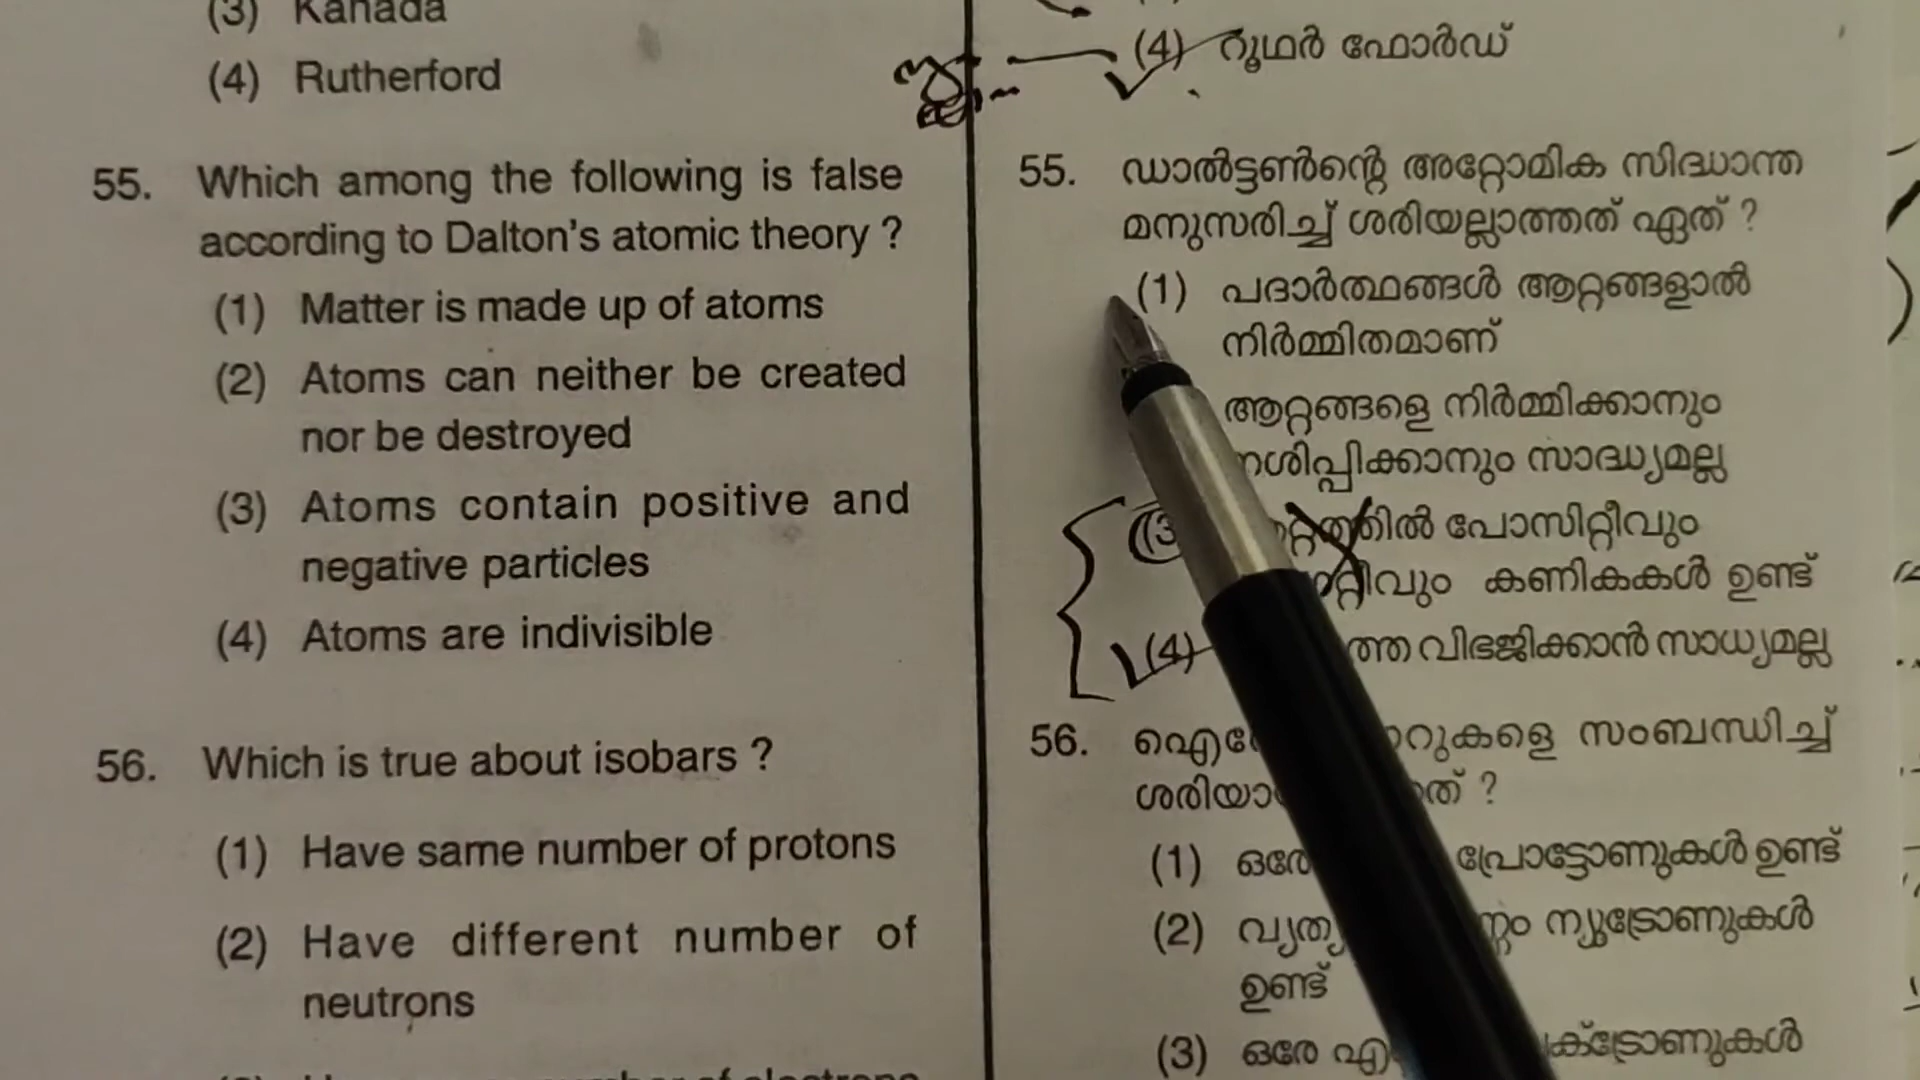 (3) Kanada
(4) Rutherford
55. Which among the following is false
according to Dalton's atomic theory ?
(1) Matter is made up of atoms
(2) Atoms can neither be created
nor be destroyed
(3) Atoms contain positive and
negative particles
(4) Atoms are indivisible
56. Which is true about isobars ?
(1) Have same number of protons
(2) Have different number of
neutrons
(4) റൂഥർ ഫോർഡ്
55. ഡാൽട്ടൺന്റെ അറ്റോമിക സിദ്ധാന്ത
മനുസരിച്ച് ശരിയല്ലാത്തത് ഏത് ?
(1) പദാർത്ഥങ്ങൾ ആറ്റങ്ങളാൽ
നിർമ്മിതമാണ്
ആറ്റങ്ങളെ നിർമ്മിക്കാനും
നശിപ്പിക്കാനും സാദ്ധ്യമല്ല
(3 പോസിറ്റീവും
കണികകൾ ഉണ്ട്
(4) വിഭജിക്കാൻ സാധ്യമല്ല
56. സംബന്ധിച്ച്
?
(1) ഒരേ പ്രോട്ടോണുകൾ ഉണ്ട്
(2) ന്യൂട്രോണുകൾ
ഉണ്ട്
(3) ഒരേ